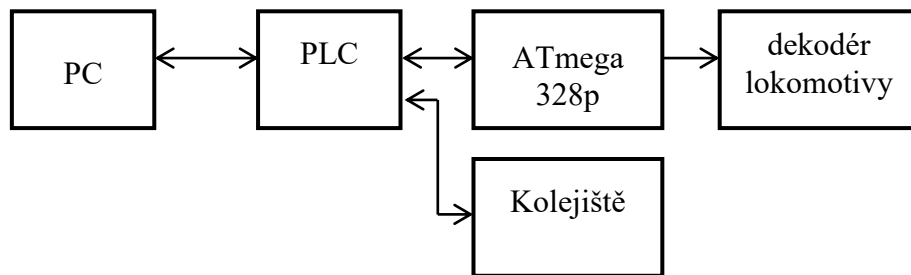 PC
PLC
ATmega
328p
dekodér
lokomotivy
Kolejiště